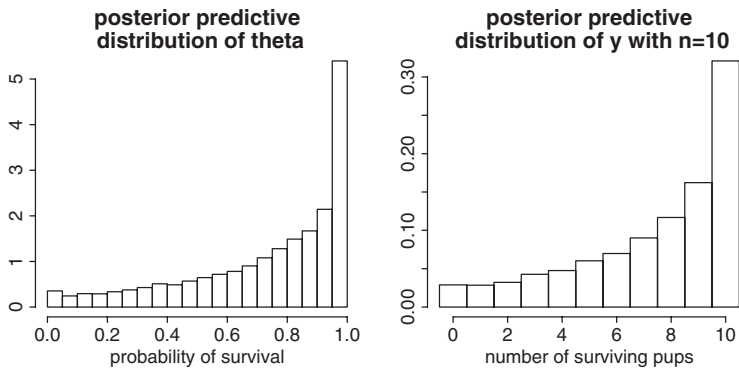 posterior predictive
distribution of theta
5
4
3
2
1
0
0.0 0.2 0.4 0.6 0.8 1.0
probability of survival
posterior predictive
distribution of y with n=10
0.30
0.20
0.10
0.00
0 2 4 6 8 10
number of surviving pups